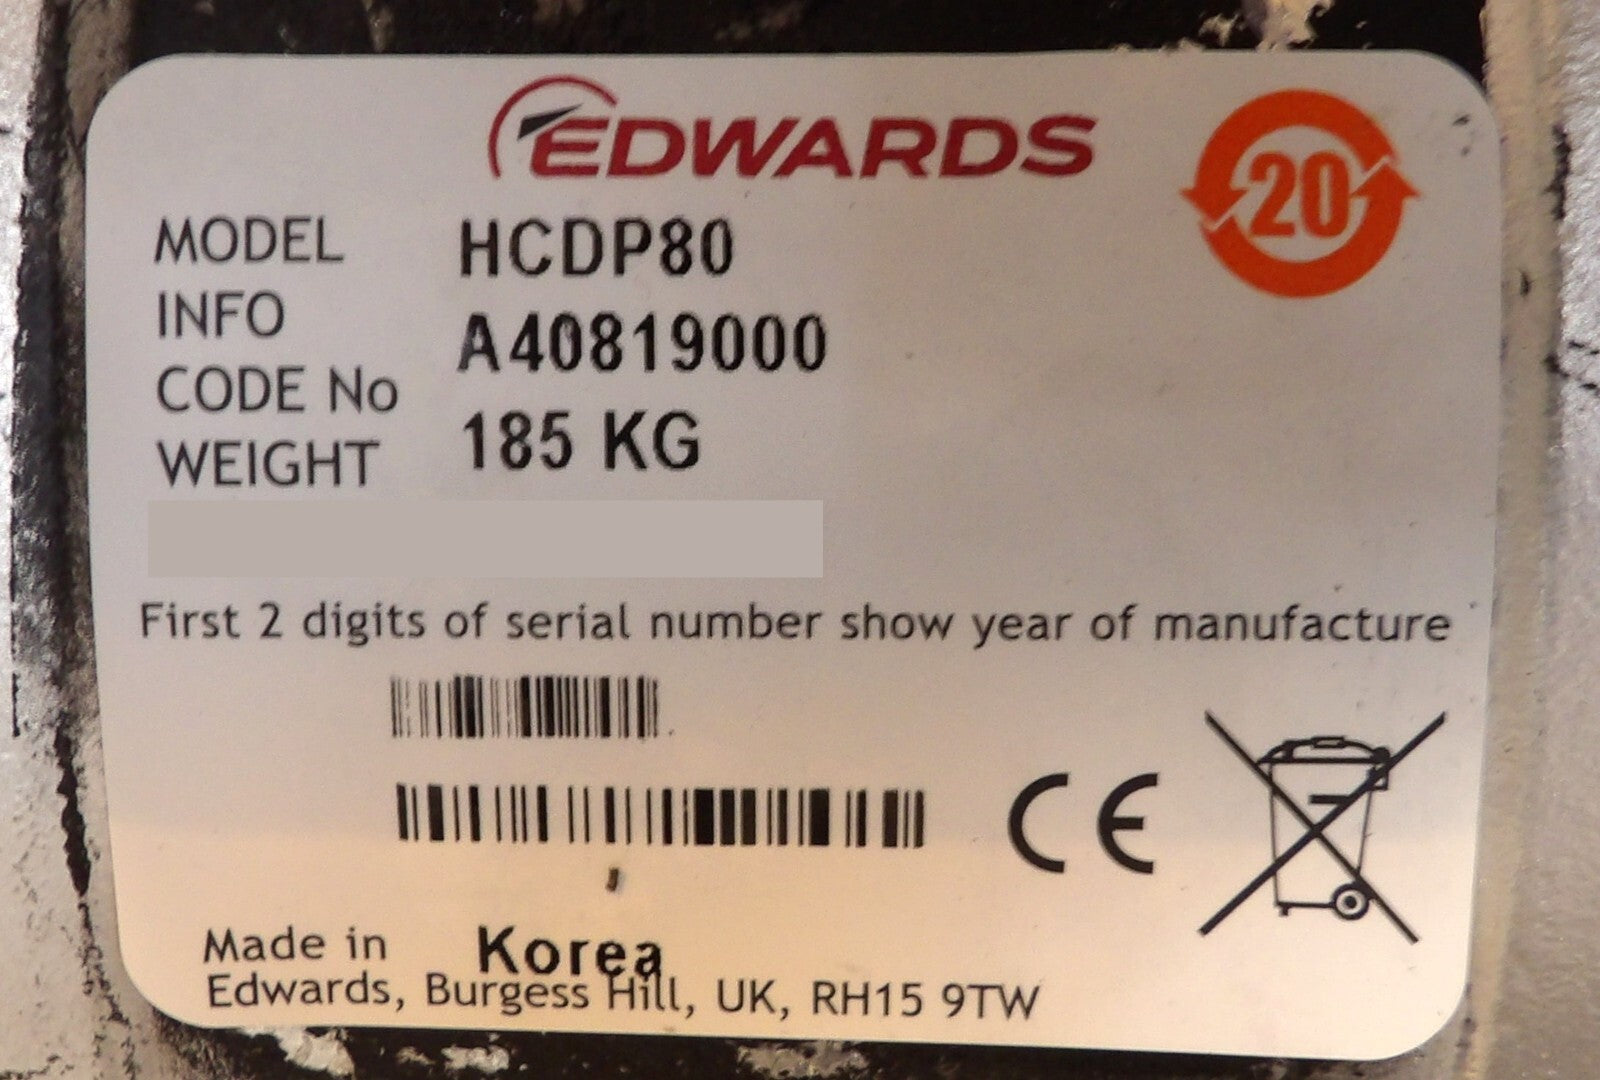 EDWARDS
20
MODEL HCDP80
INFO
CODE No A40819000
WEIGHT 185 KG
First 2 digits of serial number show year of manufacture
CE
Made in Korea
Edwards, Burgess Hill, UK, RH15 9TW